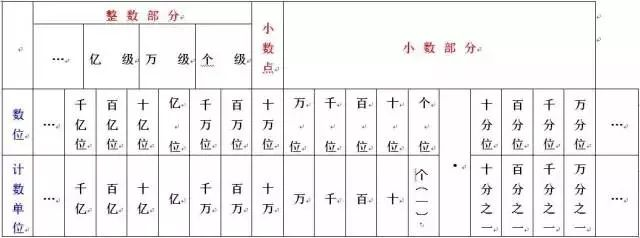 整数部分 小数点 小数部分
… 亿级 万级 个级
数位 … 千亿位 百亿位 十亿位 亿位 千万位 百万位 十万位 万位 千位 百位 十位 个位 · 十分位 百分位 千分位 万分位 …
计数单位 … 千亿 百亿 十亿 亿 千万 百万 十万 万 千 百 十 个(一) 十分之一 百分之一 千分之一 万分之一 …